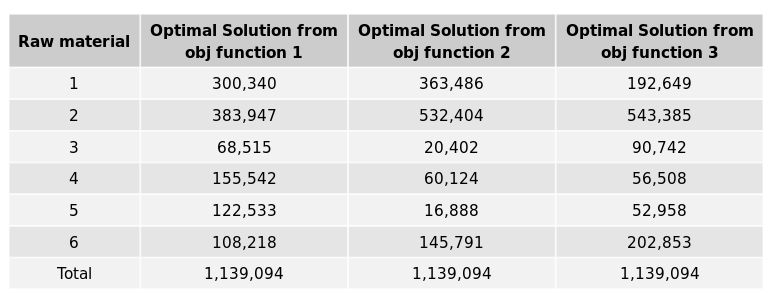 Raw material Optimal Solution from obj function 1 Optimal Solution from obj function 2 Optimal Solution from obj function 3
1 300,340 363,486 192,649
2 383,947 532,404 543,385
3 68,515 20,402 90,742
4 155,542 60,124 56,508
5 122,533 16,888 52,958
6 108,218 145,791 202,853
Total 1,139,094 1,139,094 1,139,094